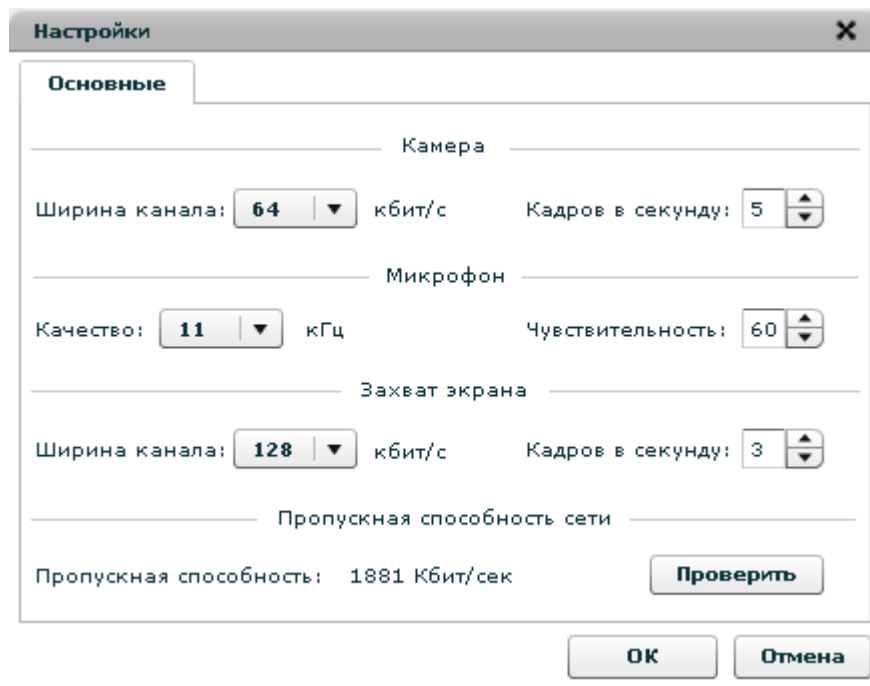 Настройки
Основные
Камера
Ширина канала: 64 кбит/с Кадров в секунду: 5
Микрофон
Качество: 11 кГц Чувствительность: 60
Захват экрана
Ширина канала: 128 кбит/с Кадров в секунду: 3
Пропускная способность сети
Пропускная способность: 1881 Кбит/сек Проверить
ОК Отмена